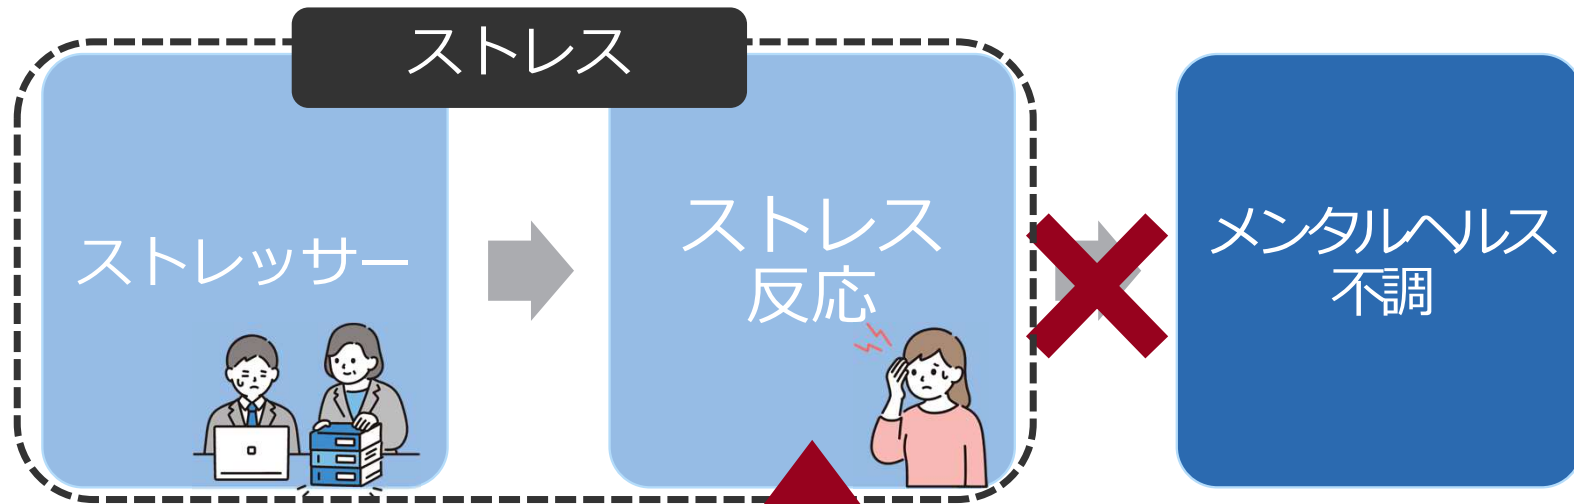 ストレス
ストレッサー
ストレス
反応
メンタルヘルス
不調